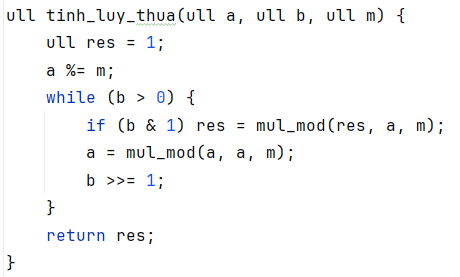 ull tinh_luy_thua(ull a, ull b, ull m) {
    ull res = 1;
    a %= m;
    while (b > 0) {
        if (b & 1) res = mul_mod(res, a, m);
        a = mul_mod(a, a, m);
        b >>= 1;
    }
    return res;
}